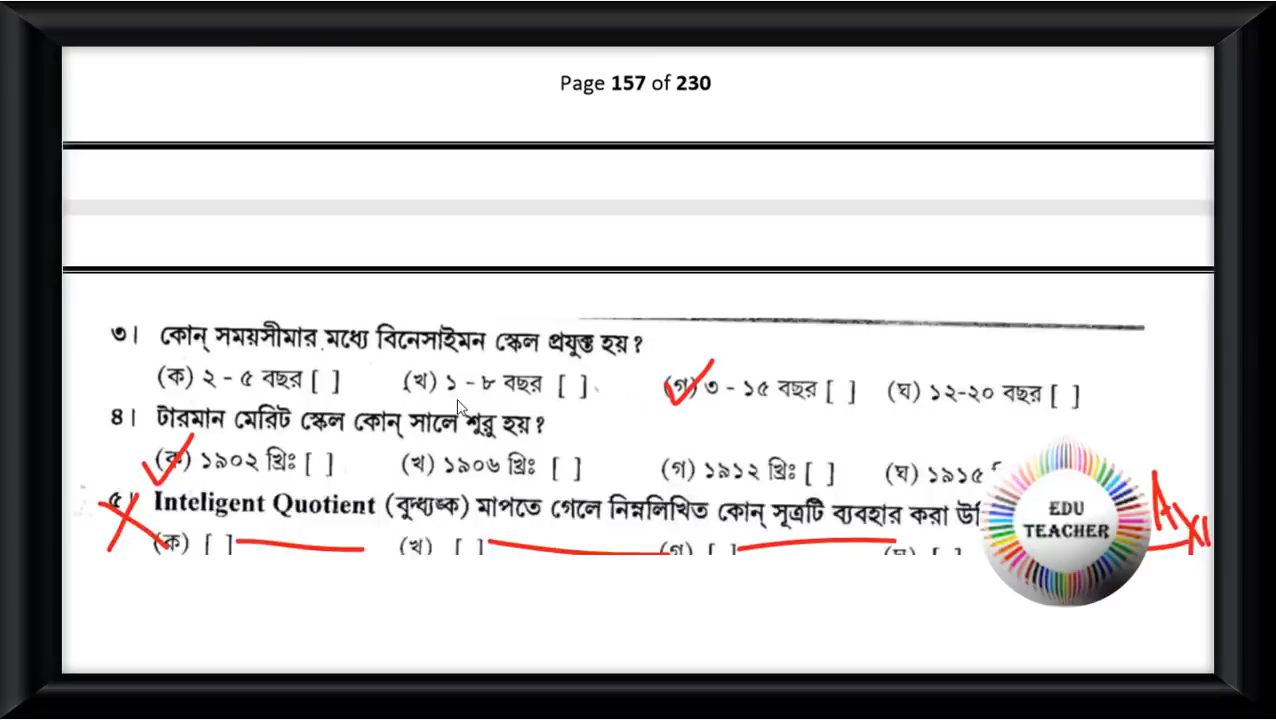 Page 157 of 230
৩। কোন্ সময়সীমার মধ্যে বিনেসাইমন স্কেল প্রযুক্ত হয়?
(ক) ২ - ৫ বছর [ ] (খ) ১ - ৮ বছর [ ] (গ) ৩ - ১৫ বছর [ ] (ঘ) ১২-২০ বছর [ ]
৪। টারমান মেরিট স্কেল কোন্ সালে শুরু হয়?
(ক) ১৯০২ খ্রিঃ [ ] (খ) ১৯০৬ খ্রিঃ [ ] (গ) ১৯১২ খ্রিঃ [ ] (ঘ) ১৯১৫
৫। Inteligent Quotient (বুদ্ধ্যঙ্ক) মাপতে গেলে নিম্নলিখিত কোন্ সূত্রটি ব্যবহার করা
(ক) [ ] (খ) [ ] (গ) [ ] (ঘ) [ ]
EDU
TEACHER